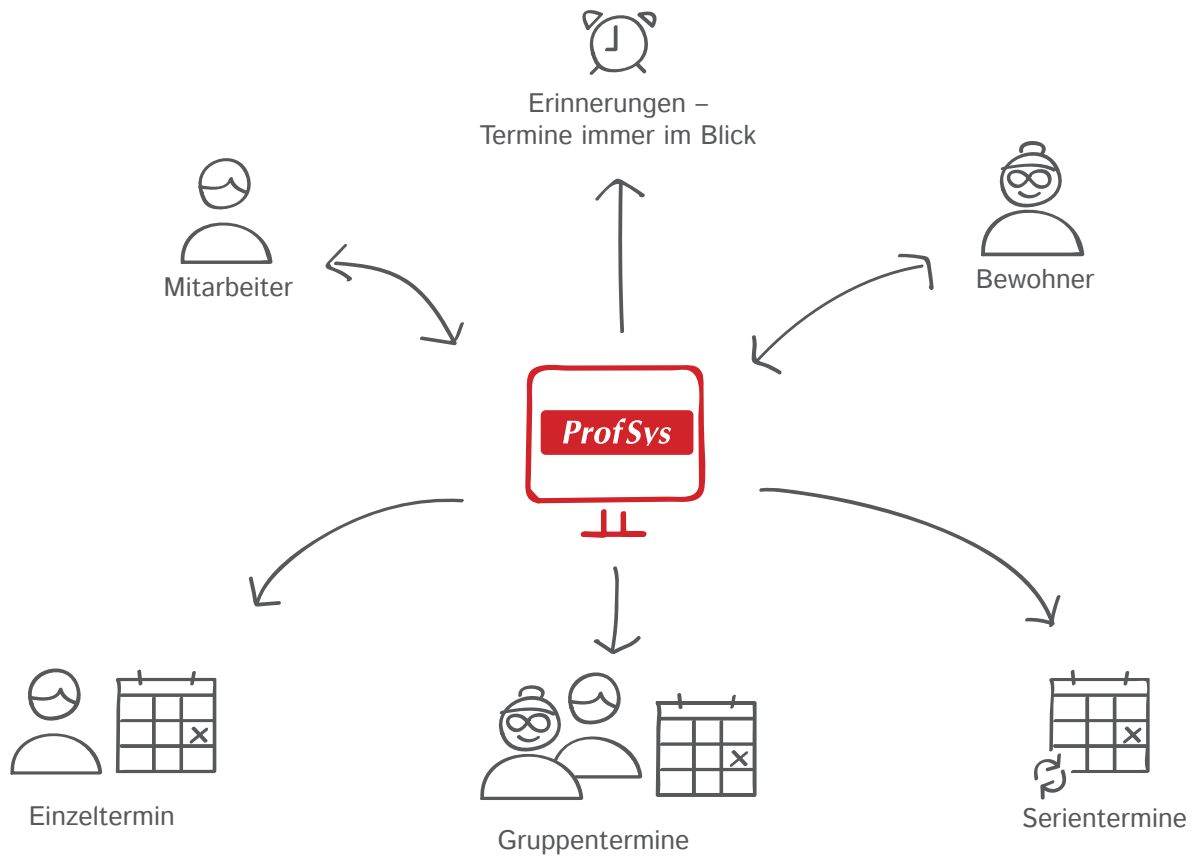 Erinnerungen –
Termine immer im Blick
Mitarbeiter
Bewohner
ProfSys
Einzeltermin
Gruppentermine
Serientermine